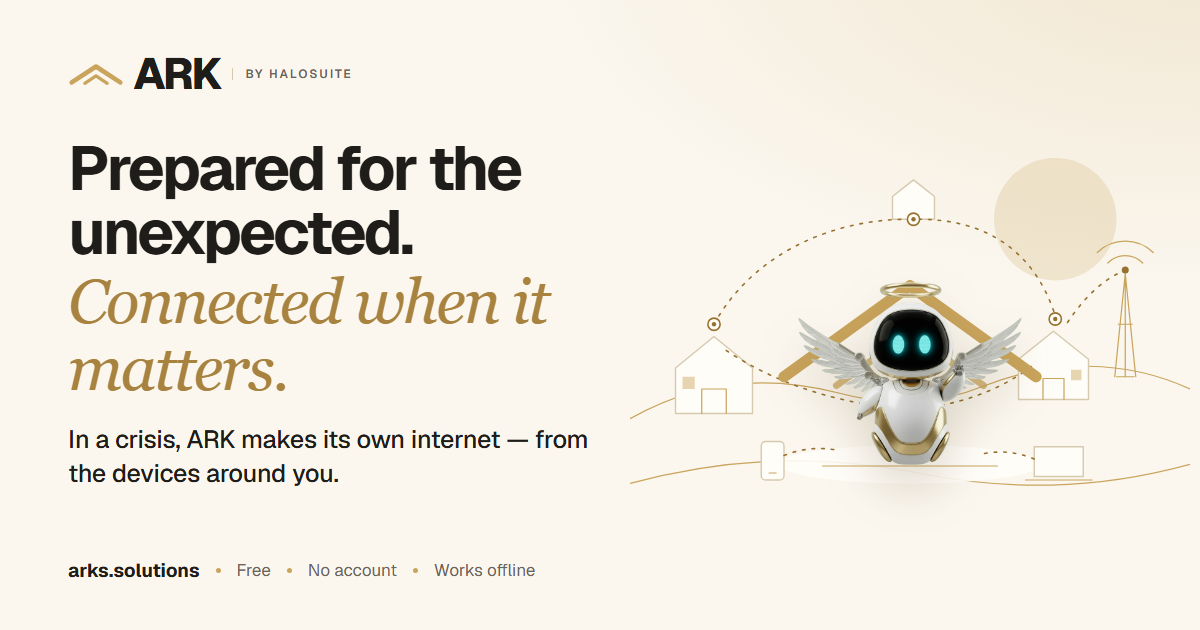 ARK
BY HALOSUITE
Prepared for the
unexpected.
Connected when it
matters.
In a crisis, ARK makes its own internet — from
the devices around you.
arks.solutions • Free • No account • Works offline